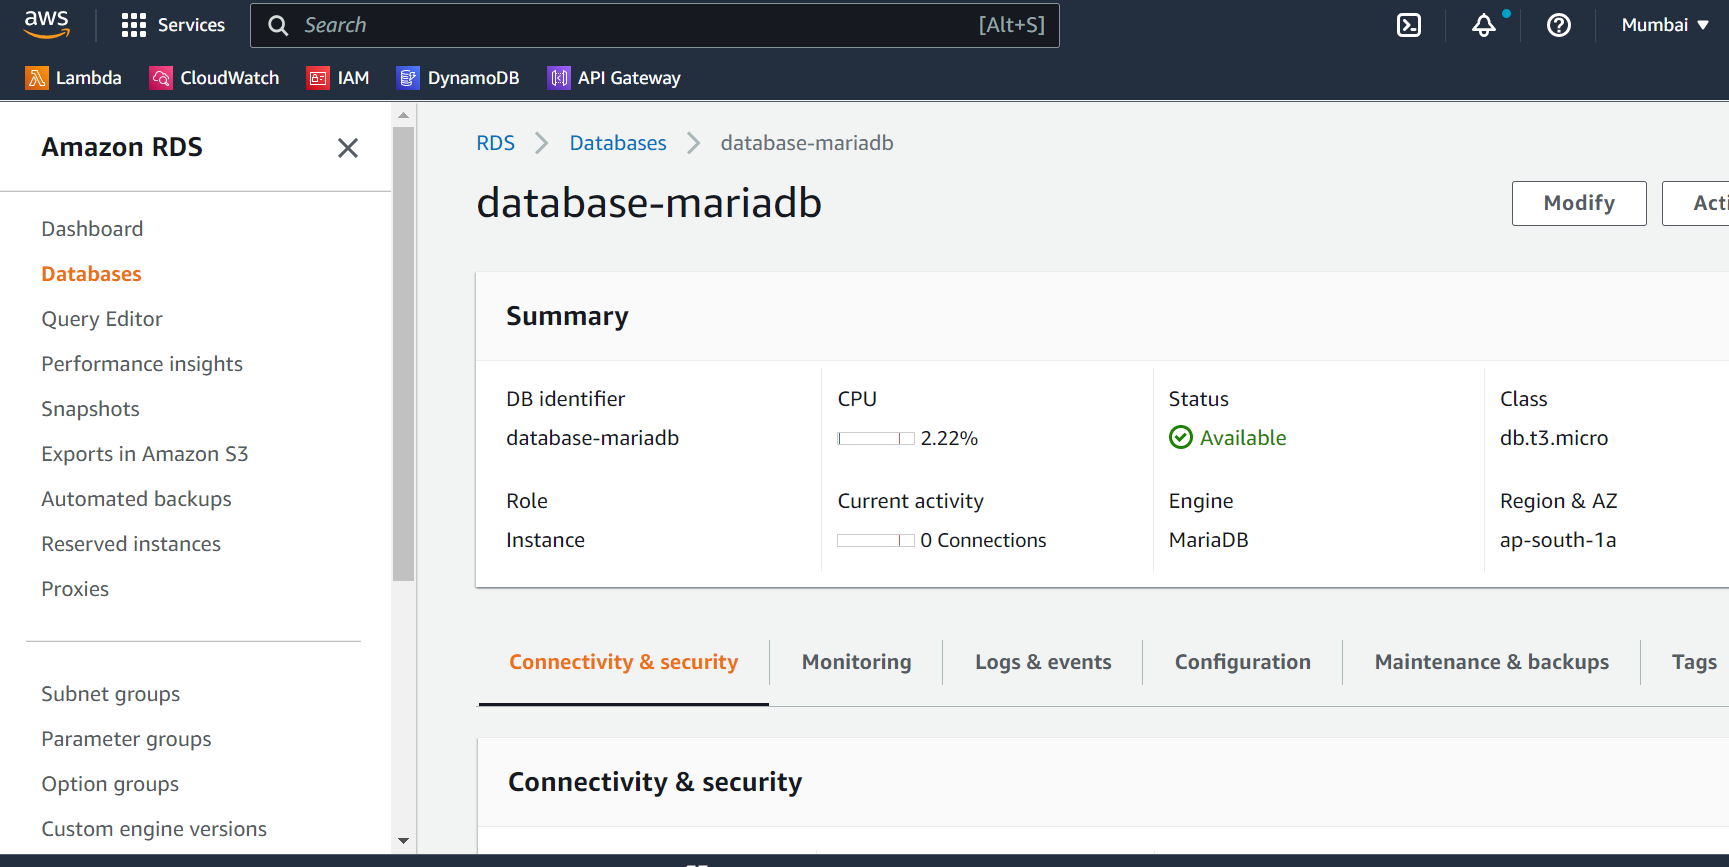 aws
Services
Search [Alt+S]
Mumbai
Lambda
CloudWatch
IAM
DynamoDB
API Gateway
Amazon RDS
Dashboard
Databases
Query Editor
Performance insights
Snapshots
Exports in Amazon S3
Automated backups
Reserved instances
Proxies
Subnet groups
Parameter groups
Option groups
Custom engine versions
RDS
Databases
database-mariadb
database-mariadb
Modify
Summary
DB identifier
database-mariadb
CPU
2.22%
Status
Available
Class
db.t3.micro
Role
Instance
Current activity
0 Connections
Engine
MariaDB
Region & AZ
ap-south-1a
Connectivity & security
Monitoring
Logs & events
Configuration
Maintenance & backups
Tags
Connectivity & security